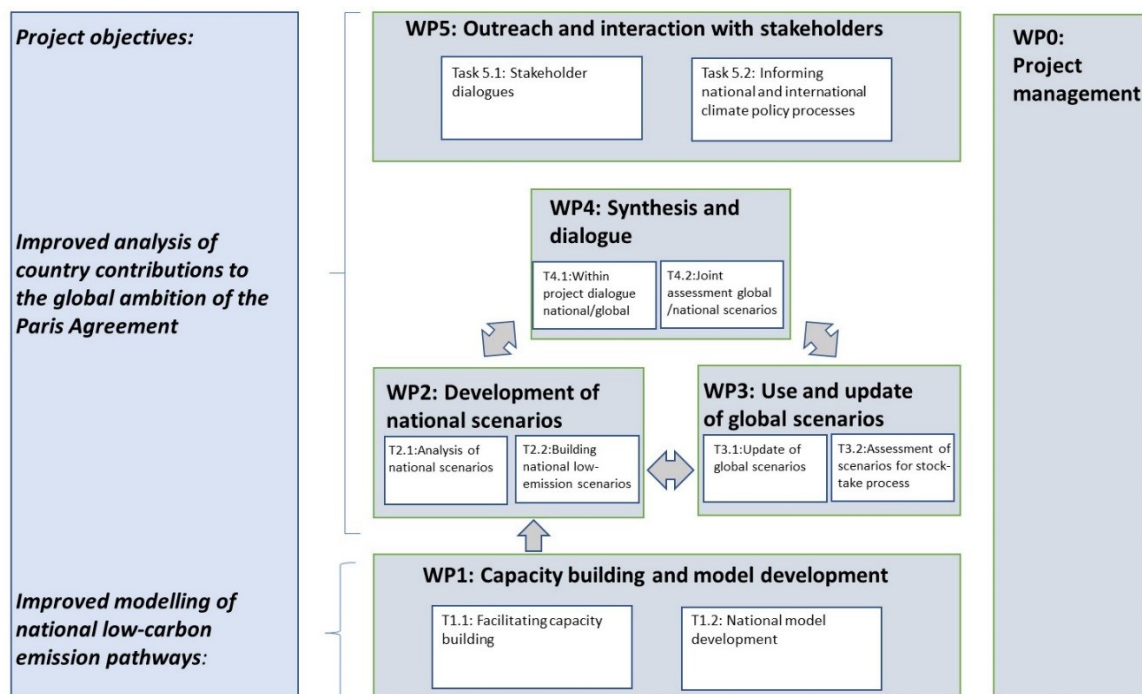 Project objectives:
Improved analysis of
country contributions to
the global ambition of the
Paris Agreement
Improved modelling of
national low-carbon
emission pathways:
WP5: Outreach and interaction with stakeholders
Task 5.1: Stakeholder
dialogues
Task 5.2: Informing
national and international
climate policy processes
WP4: Synthesis and
dialogue
T4.1:Within
project dialogue
national/global
T4.2:Joint
assessment global
/national scenarios
WP2: Development of
national scenarios
T2.1:Analysis of
national scenarios
T2.2:Building
national low-
emission scenarios
WP3: Use and update
of global scenarios
T3.1:Update of
global scenarios
T3.2:Assessment of
scenarios for stock-
take process
WP1: Capacity building and model development
T1.1: Facilitating capacity
building
T1.2: National model
development
WP0:
Project
management